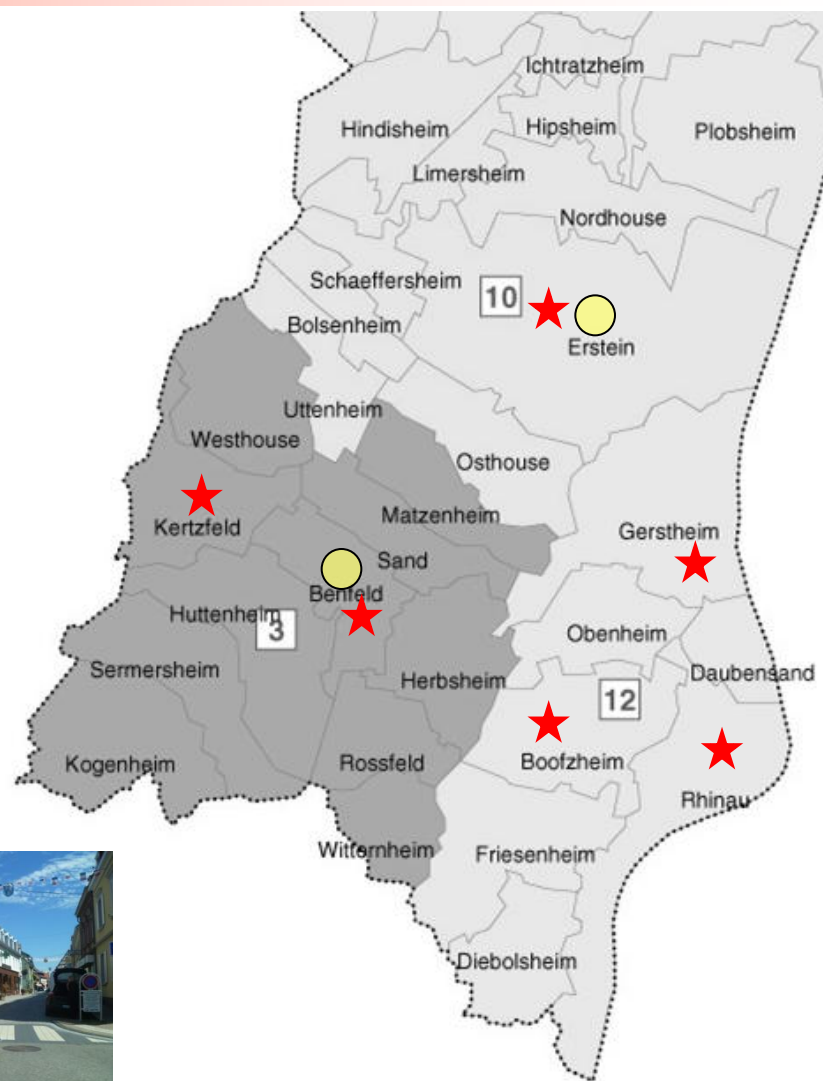 Ichtratzheim
Hindisheim
Hipsheim
Plobsheim
Limersheim
Nordhouse
Schaeffersheim
10
Bolsenheim
Erstein
Uttenheim
Westhouse
Osthouse
Matzenheim
Kertzfeld
Gerstheim
Sand
Benfeld
Huttenheim
3
Obenheim
Sermersheim
Daubensand
Herbsheim
12
Kogenheim
Rossfeld
Boofzheim
Rhinau
Witternheim
Friesenheim
Diebolsheim